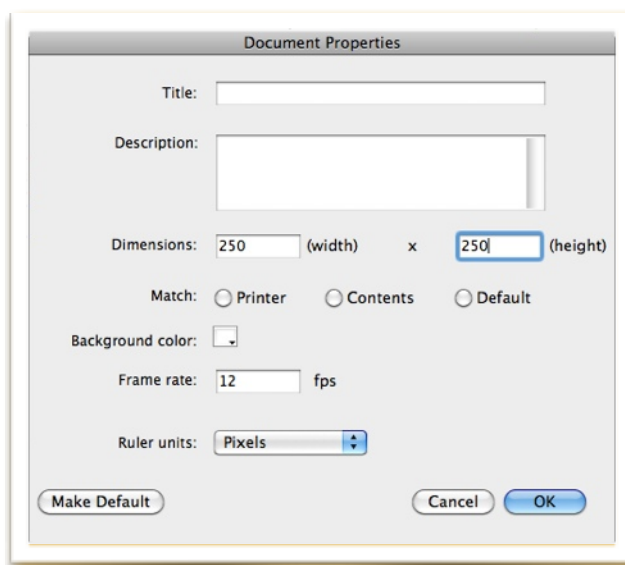 Document Properties
Title:
Description:
Dimensions: 250 (width) x 250 (height)
Match: Printer Contents Default
Background color:
Frame rate: 12 fps
Ruler units: Pixels
Make Default Cancel OK